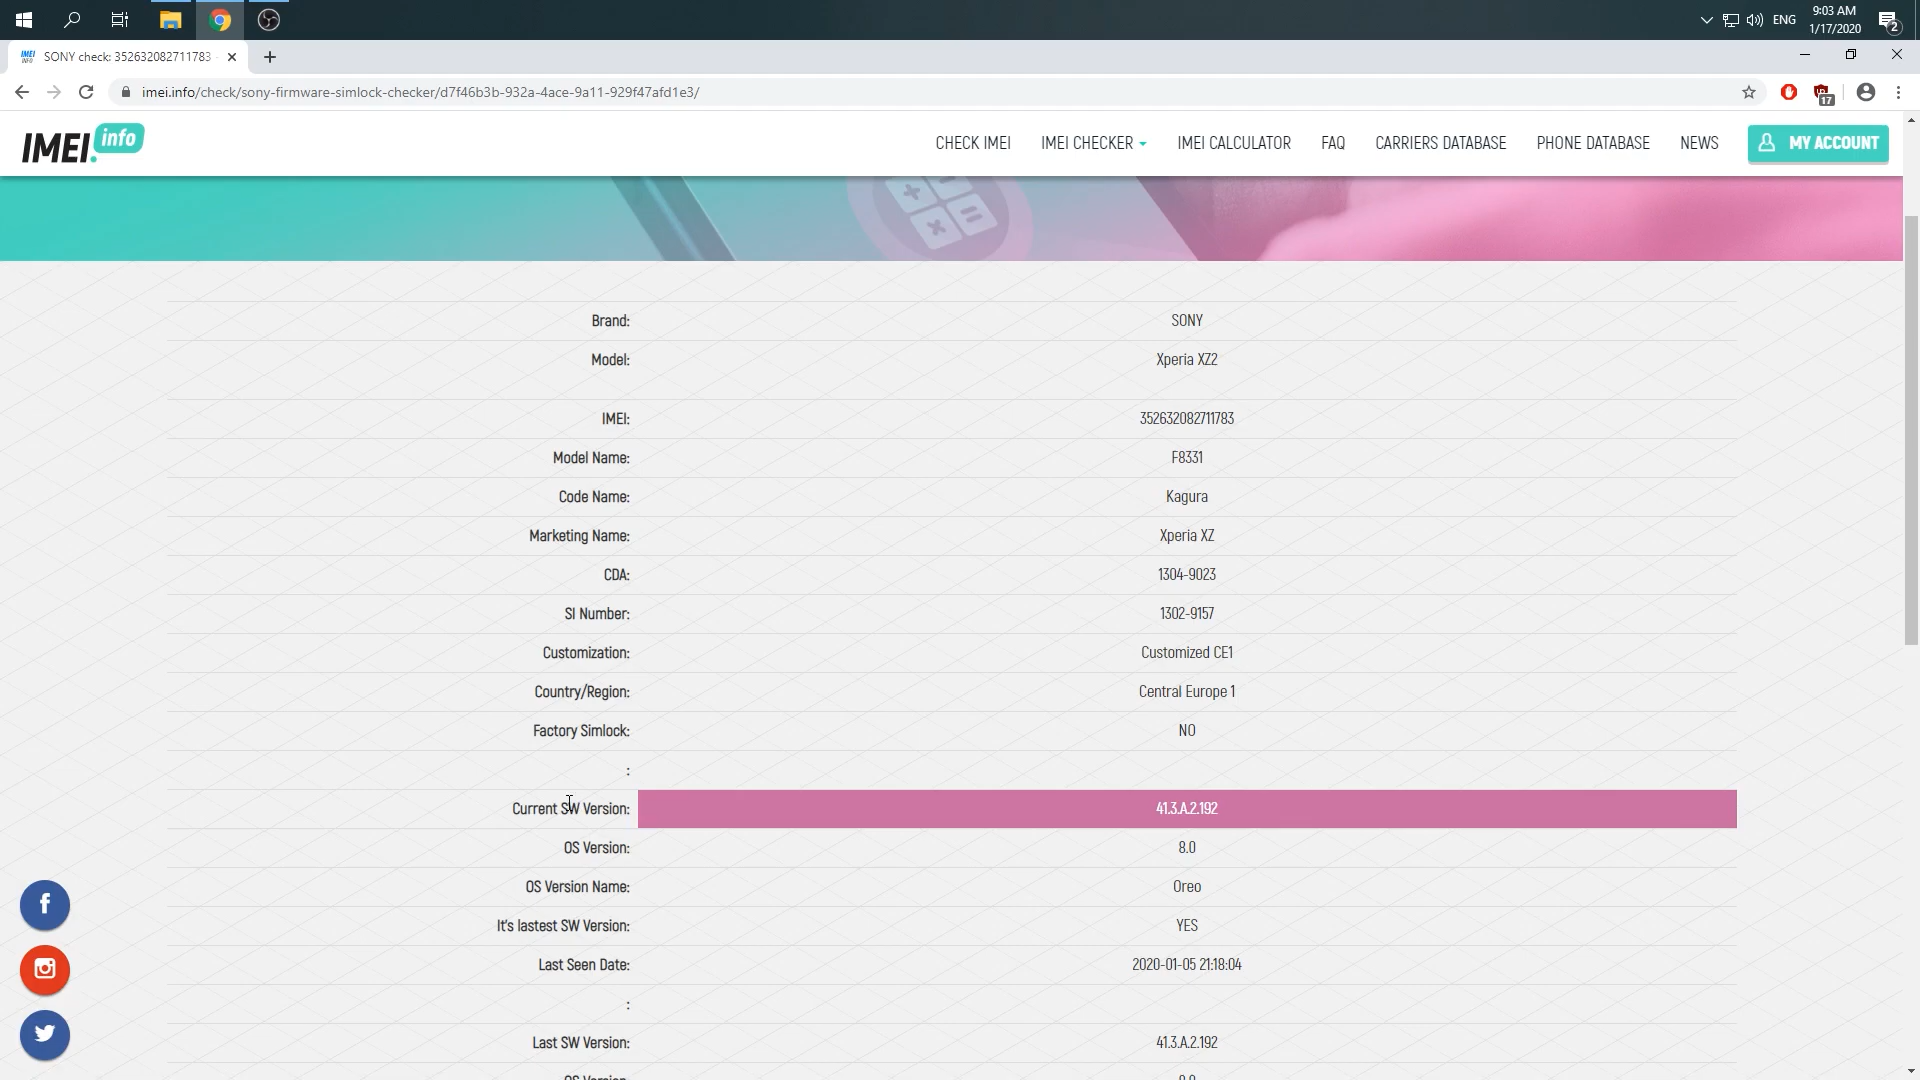 ENG
9:03 AM
1/17/2020
2
IMEI INFO
SONY check: 352632082711783
imei.info/check/sony-firmware-simlock-checker/d7f46b3b-932a-4ace-9a11-929f47afd1e3/
17
IMEI.info
CHECK IMEI
IMEI CHECKER
IMEI CALCULATOR
FAQ
CARRIERS DATABASE
PHONE DATABASE
NEWS
MY ACCOUNT
Brand: SONY
Model: Xperia XZ2
IMEI: 352632082711783
Model Name: F8331
Code Name: Kagura
Marketing Name: Xperia XZ
CDA: 1304-9023
SI Number: 1302-9157
Customization: Customized CE1
Country/Region: Central Europe 1
Factory Simlock: NO
:
Current SW Version: 41.3.A.2.192
OS Version: 8.0
OS Version Name: Oreo
It's lastest SW Version: YES
Last Seen Date: 2020-01-05 21:18:04
:
Last SW Version: 41.3.A.2.192